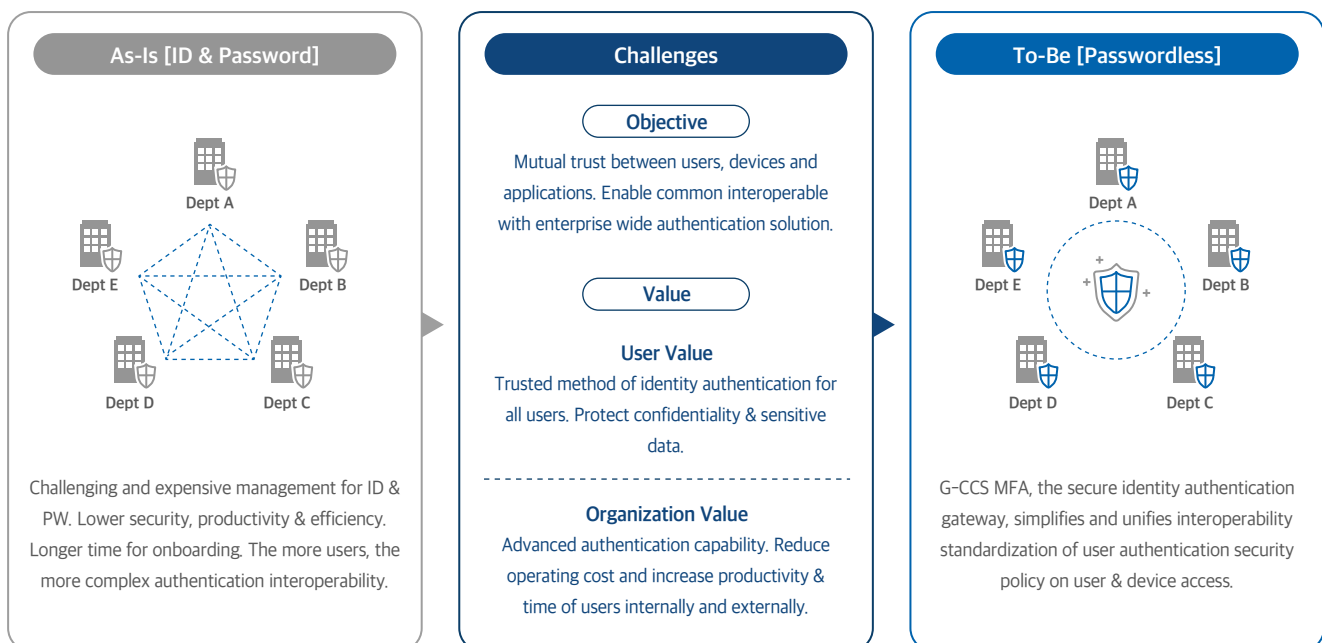 As-Is [ID & Password]
Dept A
Dept E
Dept B
Dept D
Dept C
Challenging and expensive management for ID &
PW. Lower security, productivity & efficiency.
Longer time for onboarding. The more users, the
more complex authentication interoperability.
Challenges
Objective
Mutual trust between users, devices and
applications. Enable common interoperable
with enterprise wide authentication solution.
Value
User Value
Trusted method of identity authentication for
all users. Protect confidentiality & sensitive
data.
Organization Value
Advanced authentication capability. Reduce
operating cost and increase productivity &
time of users internally and externally.
To-Be [Passwordless]
Dept A
Dept E
Dept B
Dept D
Dept C
G-CCS MFA, the secure identity authentication
gateway, simplifies and unifies interoperability
standardization of user authentication security
policy on user & device access.